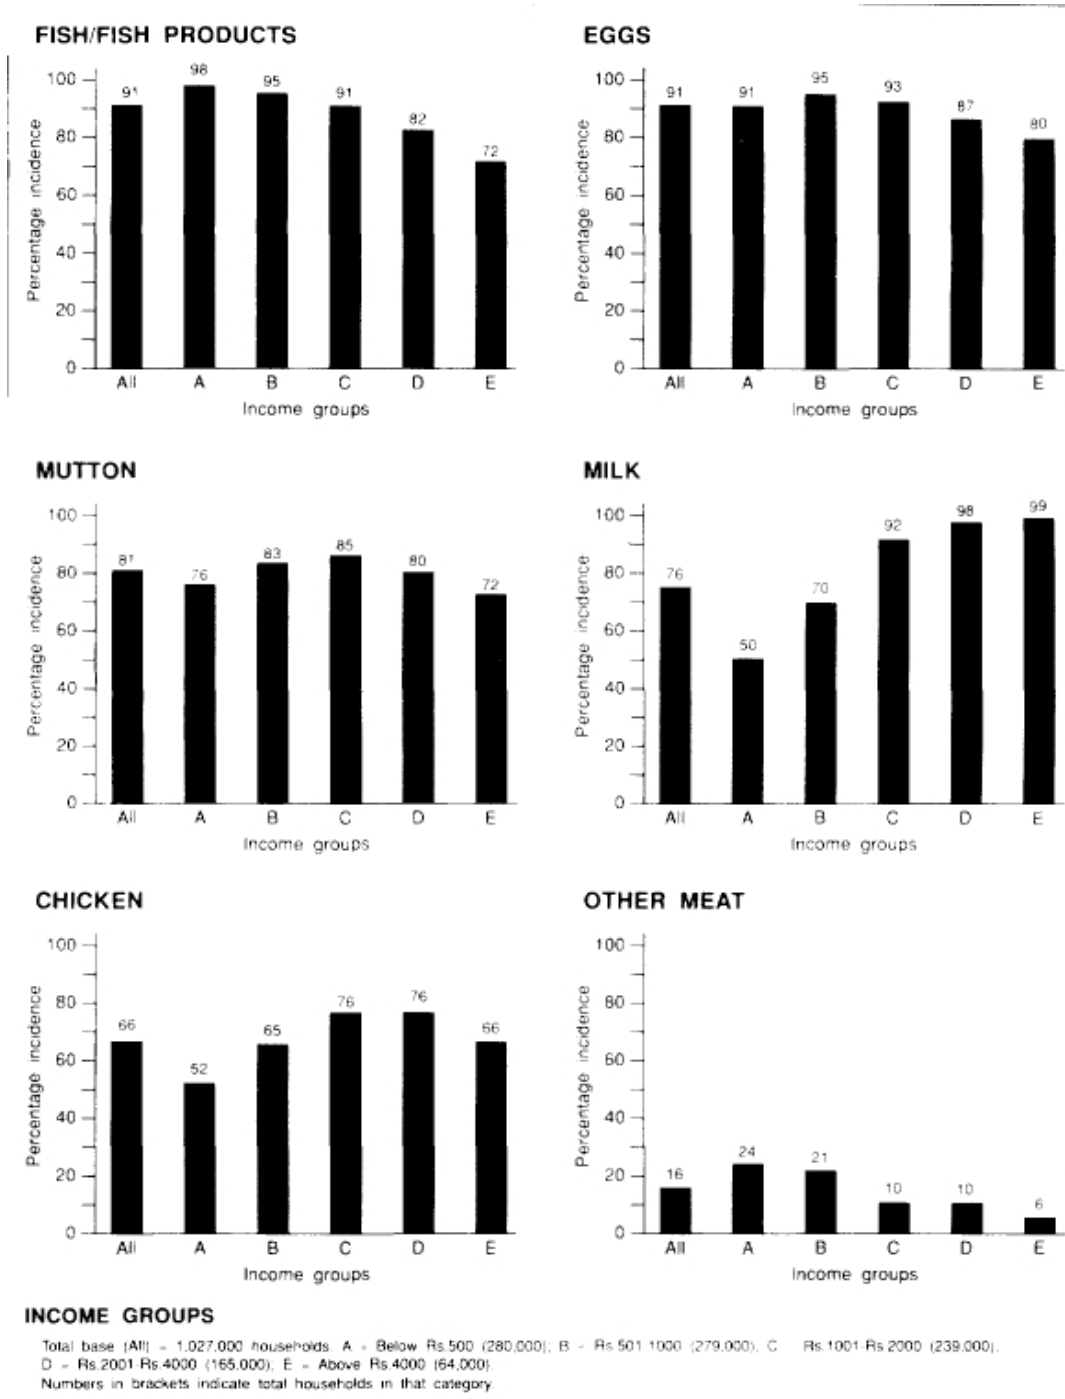 FISH/FISH PRODUCTS
Percentage incidence
100
80
60
40
20
0
91
98
95
91
82
72
All A B C D E
Income groups
EGGS
Percentage incidence
100
80
60
40
20
0
91
91
95
93
87
80
All A B C D E
Income groups
MUTTON
Percentage incidence
100
80
60
40
20
0
81
76
83
85
80
72
All A B C D E
Income groups
MILK
Percentage incidence
100
80
60
40
20
0
76
50
70
92
98
99
All A B C D E
Income groups
CHICKEN
Percentage incidence
100
80
60
40
20
0
66
52
65
76
76
66
All A B C D E
Income groups
OTHER MEAT
Percentage incidence
100
80
60
40
20
0
16
24
21
10
10
6
All A B C D E
Income groups
INCOME GROUPS
Total base (All) - 1.027.000 households. A - Below Rs.500 (280,000); B - Rs 501 1000 (279.000). C Rs.1001-Rs 2000 (239,000).
D - Rs.2001-Rs.4000 (165,000); E - Above Rs.4000 (64,000).
Numbers in brackets indicate total households in that category.